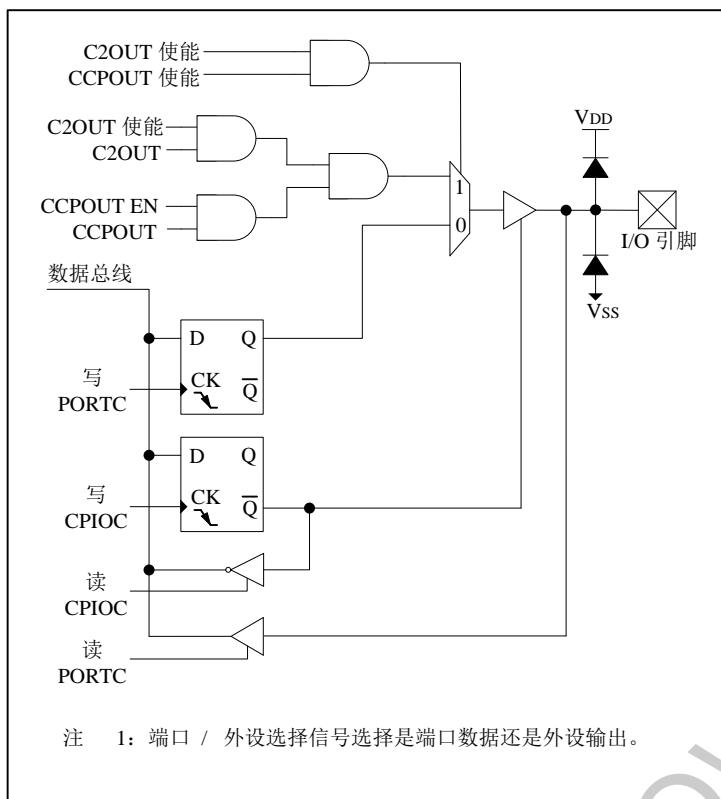 C2OUT 使能
CCPOUT 使能
C2OUT 使能
C2OUT
CCPOUT EN
CCPOUT
1
0
VDD
I/O 引脚
VSS
数据总线
D Q
CK Q
写
PORTC
D Q
CK Q
写
CPIOC
读
CPIOC
读
PORTC
注 1：端口 / 外设选择信号选择是端口数据还是外设输出。